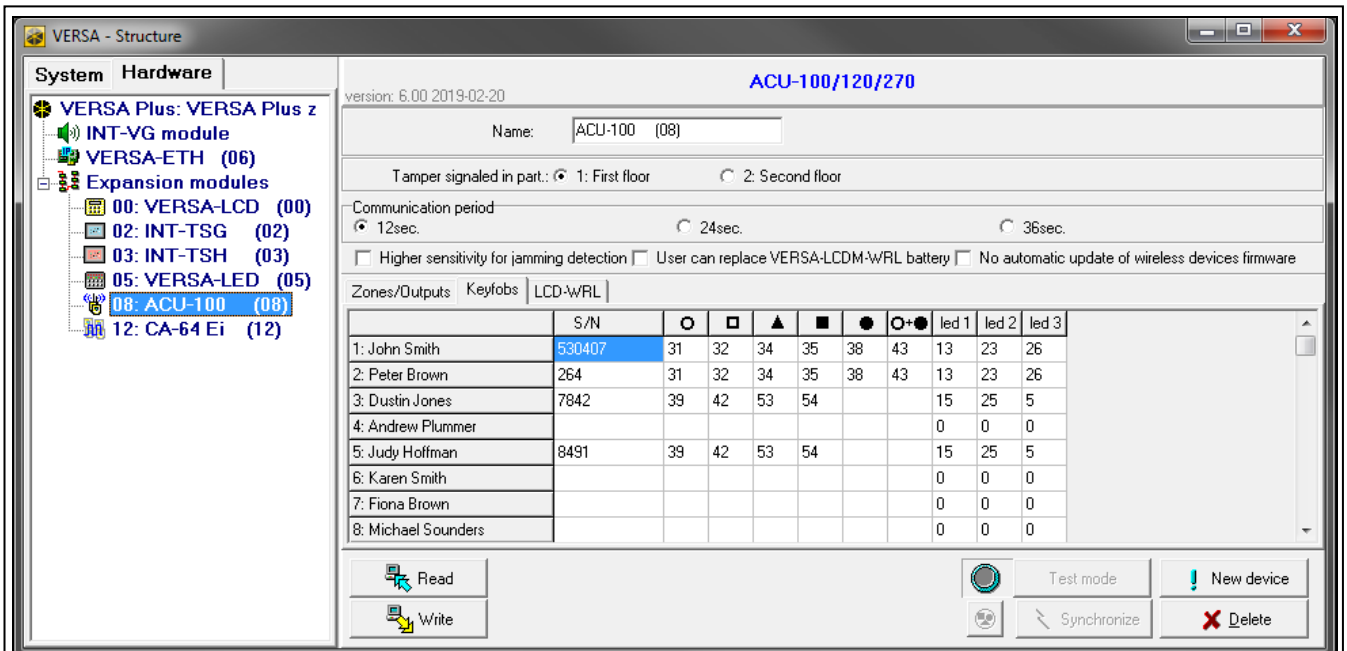 VERSA - Structure
System Hardware
VERSA Plus: VERSA Plus z
INT-VG module
VERSA-ETH (06)
Expansion modules
00: VERSA-LCD (00)
02: INT-TSG (02)
03: INT-TSH (03)
05: VERSA-LED (05)
08: ACU-100 (08)
12: CA-64 Ei (12)
ACU-100/120/270
version: 6.00 2019-02-20
Name: ACU-100 (08)
Tamper signaled in part.: 1: First floor 2: Second floor
Communication period
12sec. 24sec. 36sec.
Higher sensitivity for jamming detection User can replace VERSA-LCDM-WRL battery No automatic update of wireless devices firmware
Zones/Outputs Keyfobs LCD-WRL
S/N O+● led 1 led 2 led 3
1: John Smith 530407 31 32 34 35 38 43 13 23 26
2: Peter Brown 264 31 32 34 35 38 43 13 23 26
3: Dustin Jones 7842 39 42 53 54 15 25 5
4: Andrew Plummer 0 0 0
5: Judy Hoffman 8491 39 42 53 54 15 25 5
6: Karen Smith 0 0 0
7: Fiona Brown 0 0 0
8: Michael Sounders 0 0 0
Read Test mode New device
Write Synchronize Delete